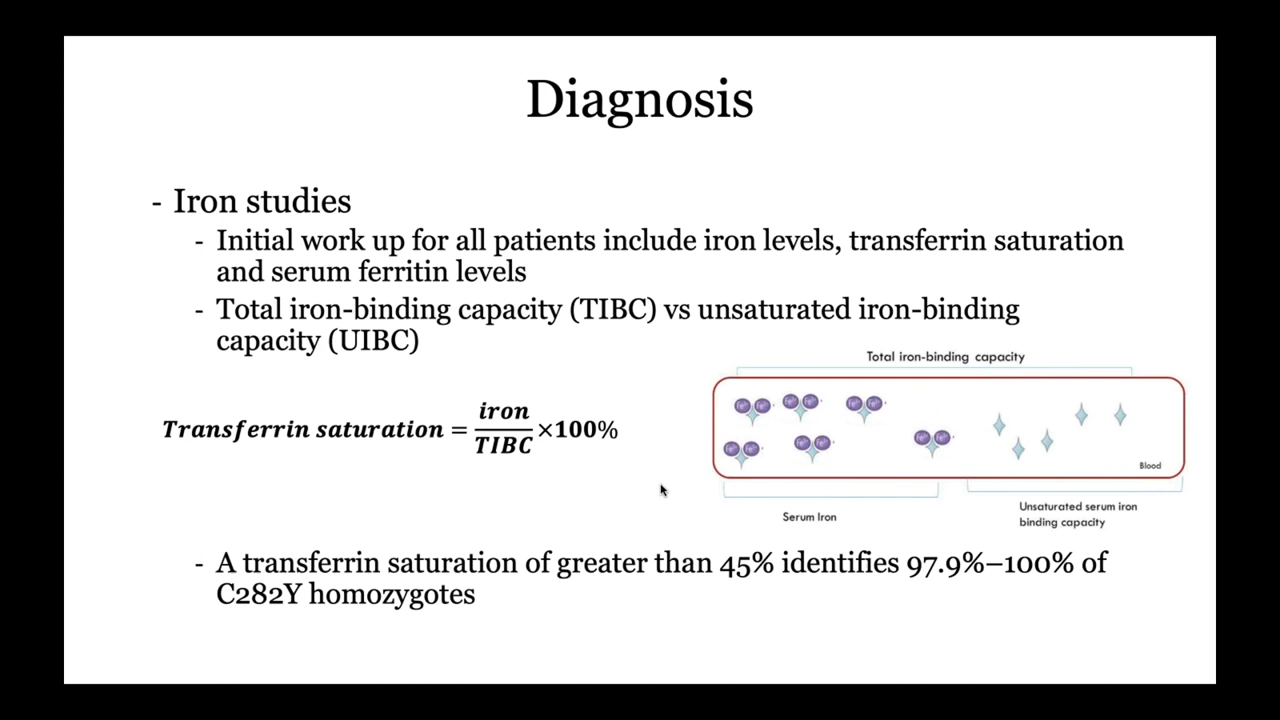 Diagnosis
- Iron studies
- Initial work up for all patients include iron levels, transferrin saturation
and serum ferritin levels
- Total iron-binding capacity (TIBC) vs unsaturated iron-binding
capacity (UIBC)
Total iron-binding capacity
Transferrin saturation = iron/TIBC ×100%
Blood
Serum Iron
Unsaturated serum iron
binding capacity
- A transferrin saturation of greater than 45% identifies 97.9%–100% of
C282Y homozygotes